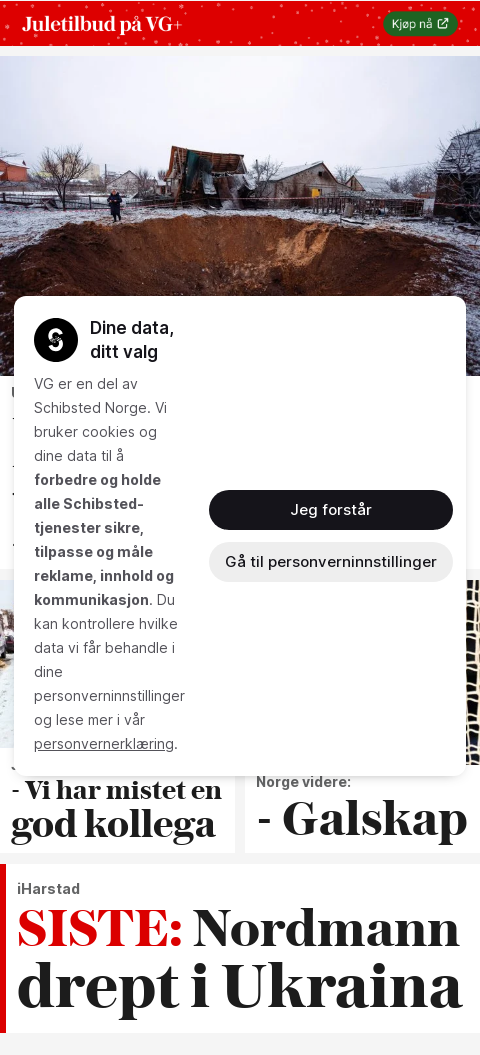 Juletilbud på VG+
Kjøp nå
Dine data,
ditt valg
VG er en del av
Schibsted Norge. Vi
bruker cookies og
dine data til å
forbedre og holde
alle Schibsted-
tjenester sikre,
tilpasse og måle
reklame, innhold og
kommunikasjon. Du
kan kontrollere hvilke
data vi får behandle i
dine
personverninnstillinger
og lese mer i vår
personvernerklæring.
Jeg forstår
Gå til personverninnstillinger
- Vi har mistet en
god kollega
Norge videre:
- Galskap
iHarstad
SISTE: Nordmann
drept i Ukraina